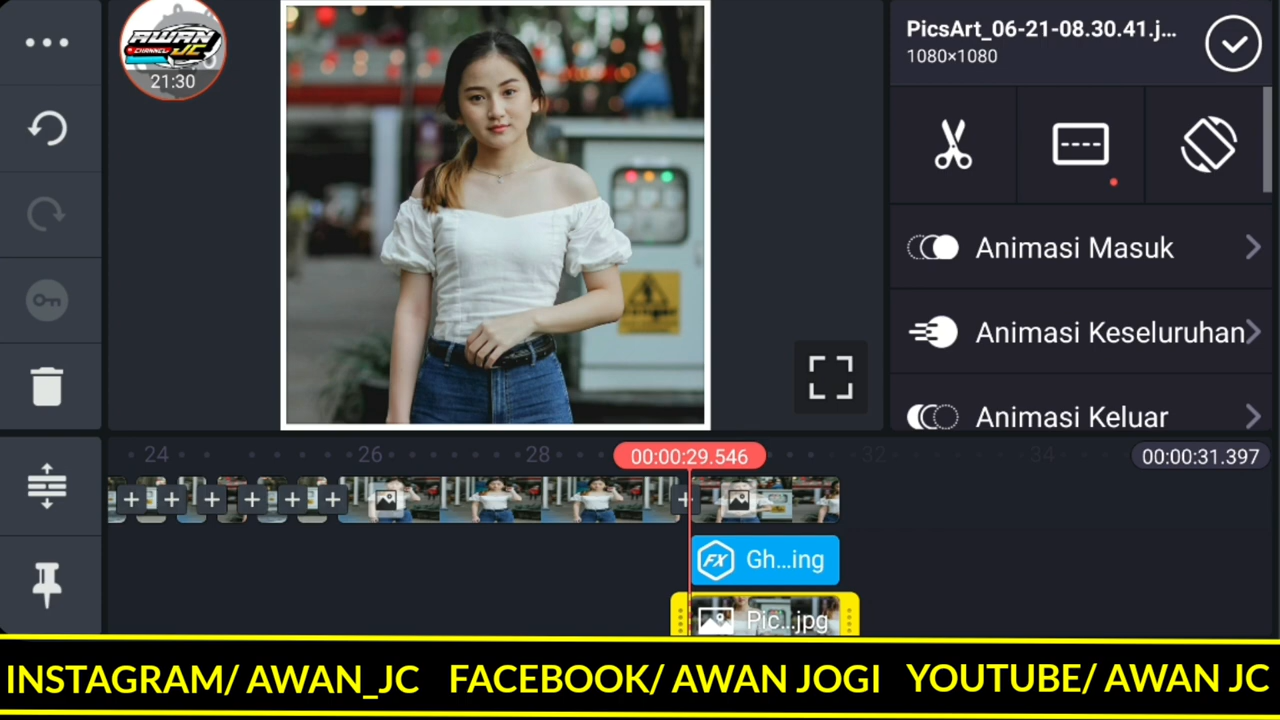 AWAN
CHANNEL JC
21:30
PicsArt_06-21-08.30.41.j...
1080×1080
Animasi Masuk
Animasi Keseluruhan
Animasi Keluar
24
26
28
00:00:29.546
32
34
00:00:31.397
FX Gh...ing
Pic...jpg
INSTAGRAM/ AWAN_JC FACEBOOK/ AWAN JOGI YOUTUBE/ AWAN JC